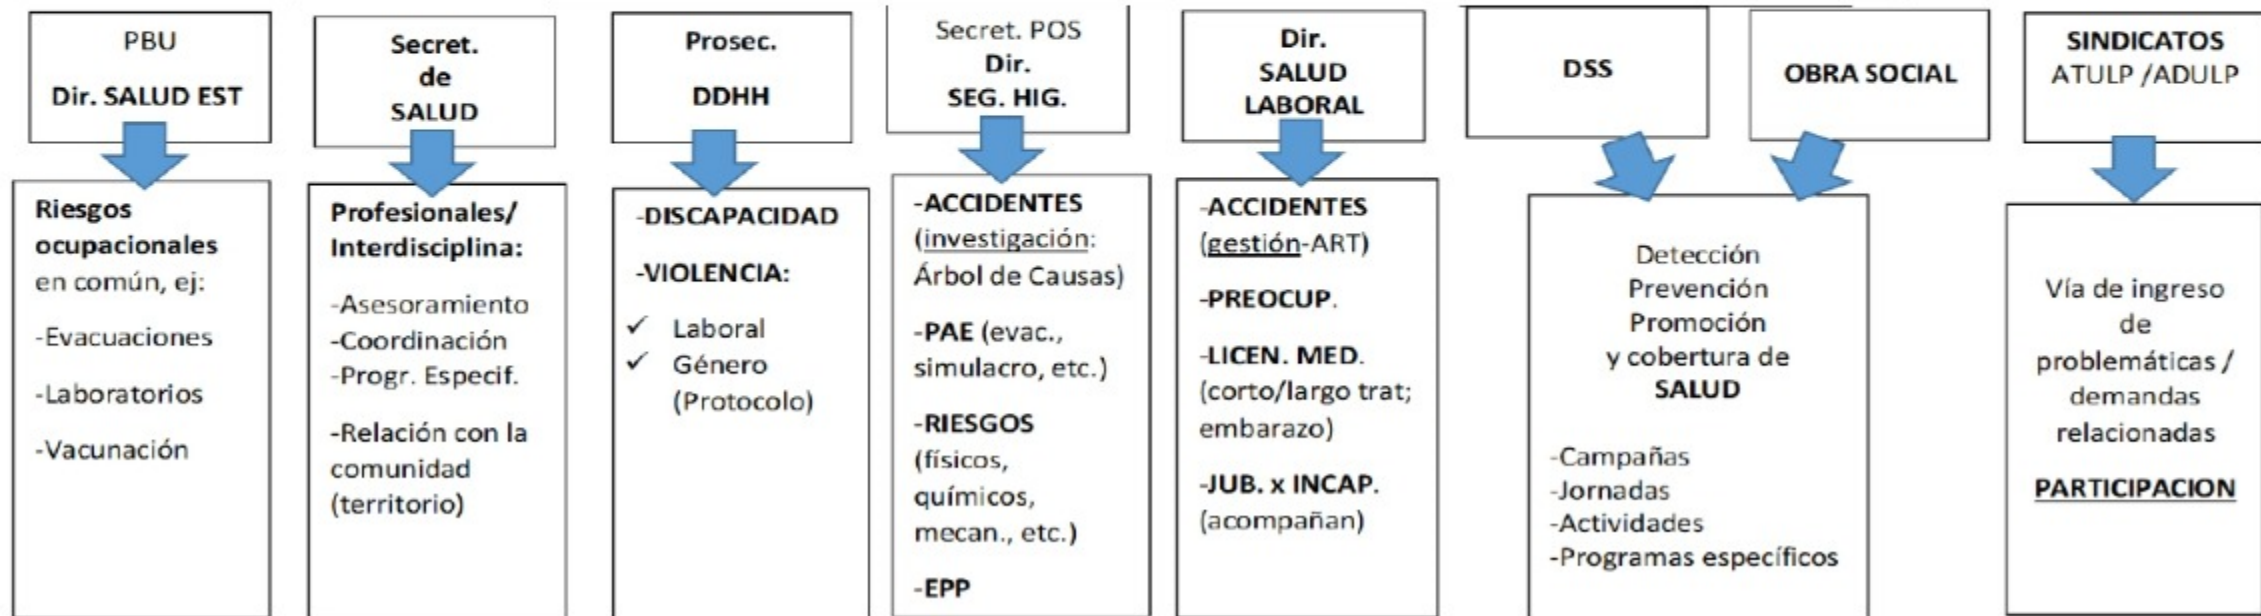 PBU
Dir. SALUD EST
Riesgos
ocupacionales
en común, ej:
-Evacuaciones
-Laboratorios
-Vacunación
Secret.
de
SALUD
Profesionales/
Interdisciplina:
-Asesoramiento
-Coordinación
-Progr. Especif.
-Relación con la
comunidad
(territorio)
Prosec.
DDHH
-DISCAPACIDAD
-VIOLENCIA:
✓ Laboral
✓ Género
(Protocolo)
Secret. POS
Dir.
SEG. HIG.
-ACCIDENTES
(investigación:
Árbol de Causas)
-PAE (evac.,
simulacro, etc.)
-RIESGOS
(físicos,
químicos,
mecan., etc.)
-EPP
Dir.
SALUD
LABORAL
-ACCIDENTES
(gestión-ART)
-PREOCUP.
-LICEN. MED.
(corto/largo trat;
embarazo)
-JUB. x INCAP.
(acompañan)
DSS
OBRA SOCIAL
Detección
Prevención
Promoción
y cobertura de
SALUD
-Campañas
-Jornadas
-Actividades
-Programas específicos
SINDICATOS
ATULP /ADULP
Vía de ingreso
de
problemáticas /
demandas
relacionadas
PARTICIPACION